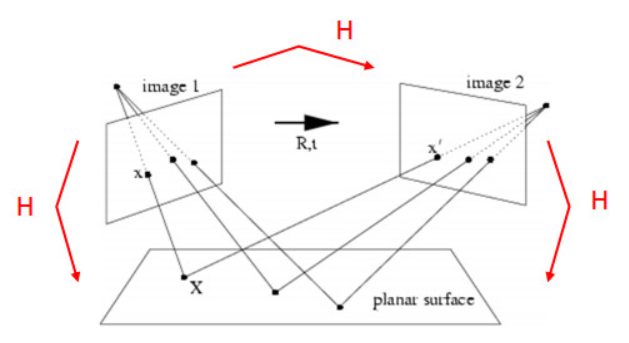 H
image 1
image 2
R,t
x
x'
H
H
X
planar surface